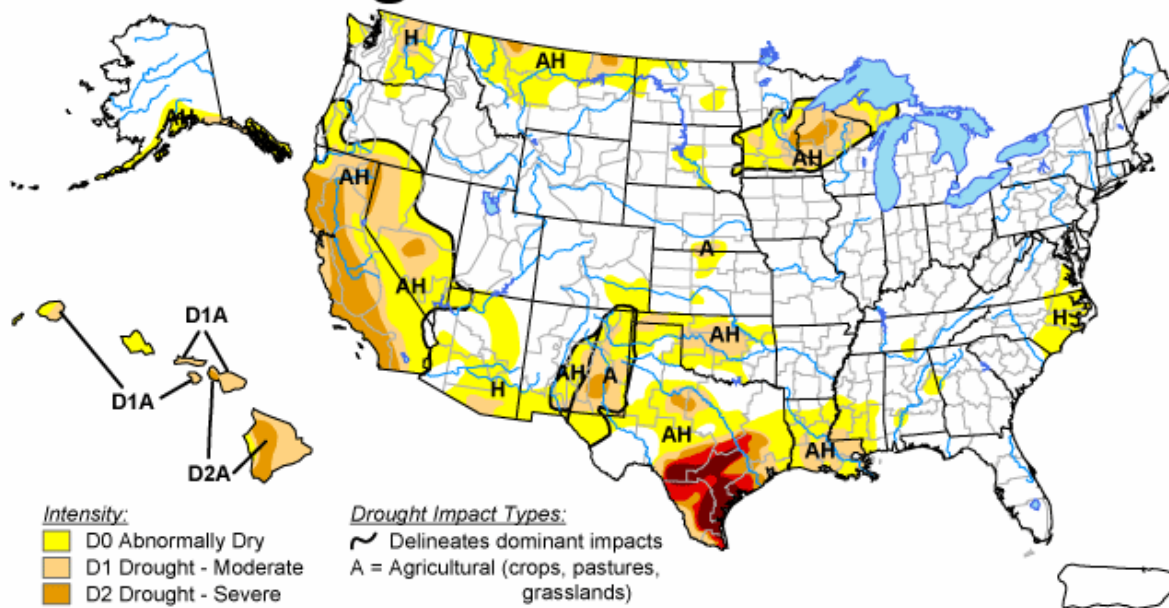 H
AH
AH
AH
AH
A
AH
H
AH
AH
A
H
AH
AH
D1A
D1A
D2A
Intensity:
D0 Abnormally Dry
D1 Drought - Moderate
D2 Drought - Severe
Drought Impact Types:
Delineates dominant impacts
A = Agricultural (crops, pastures,
grasslands)